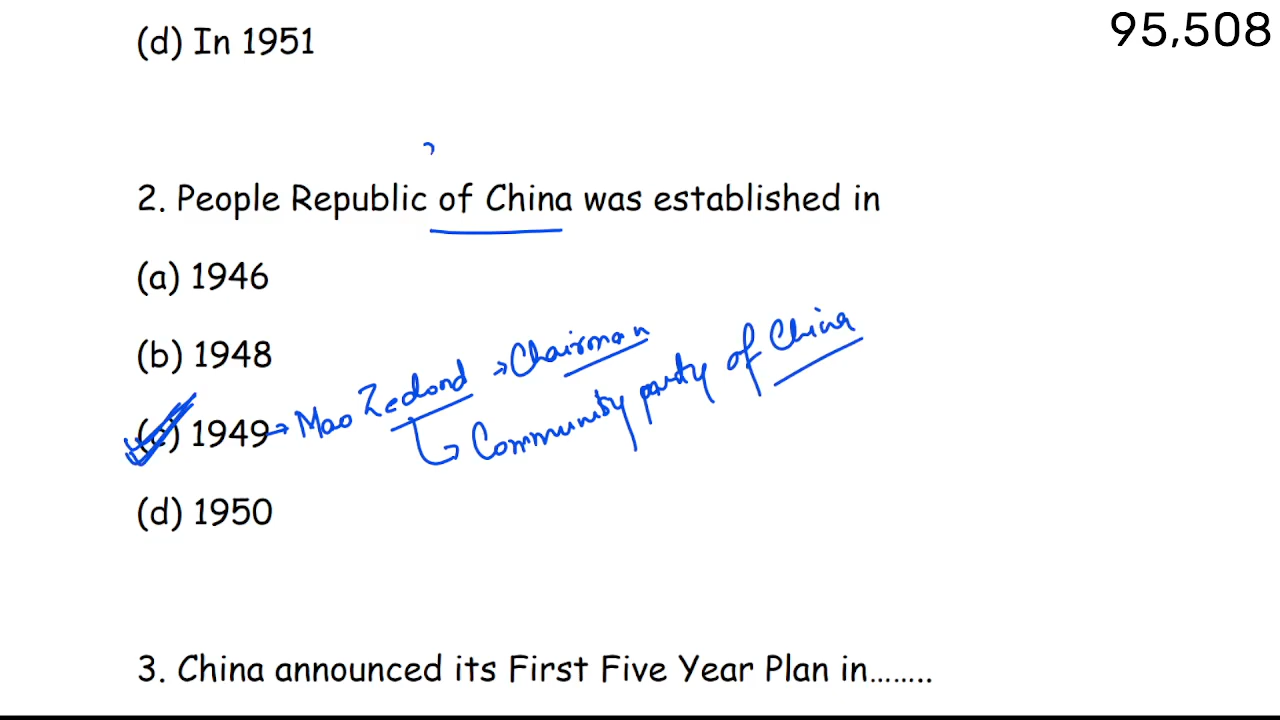 95,508
(d) In 1951
2. People Republic of China was established in
(a) 1946
(b) 1948
(c) 1949 → Mao Zedond → Chairman
↳ Community party of China
(d) 1950
3. China announced its First Five Year Plan in........